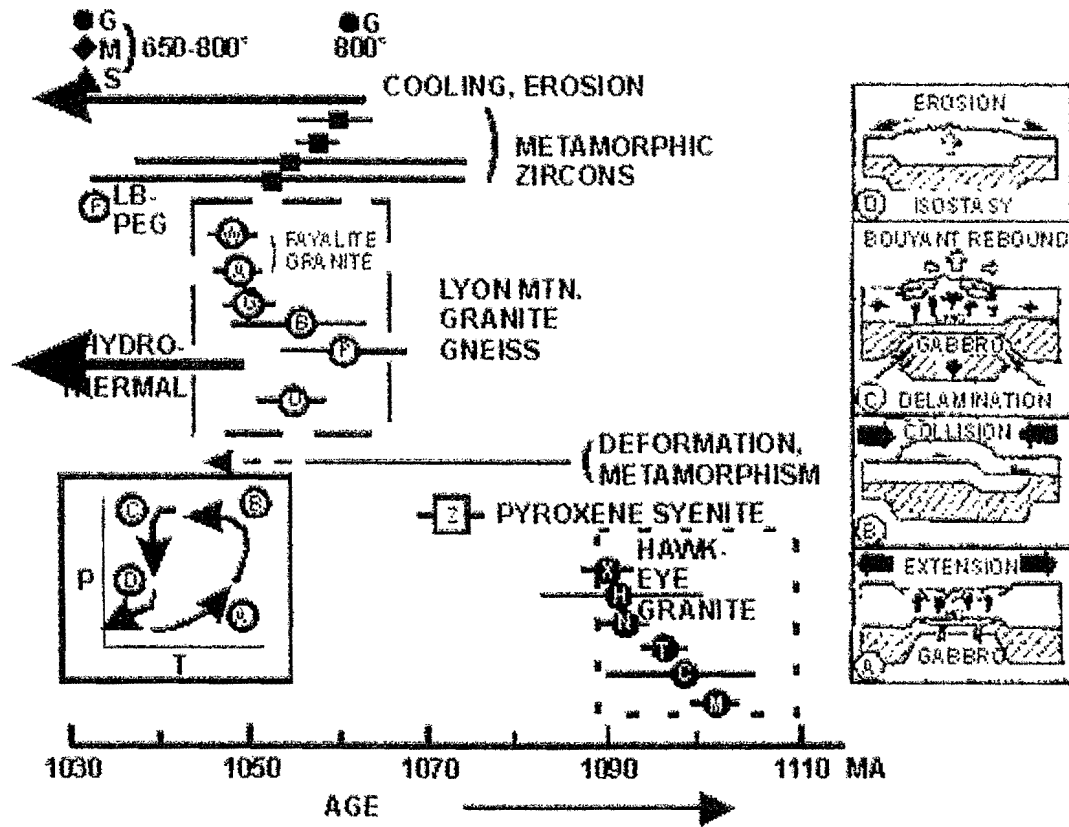 G
M
S
650-800°
G
800°
COOLING, EROSION
METAMORPHIC
ZIRCONS
LB-
PEG
FAYALITE
GRANITE
LYON MTN.
GRANITE
GNEISS
B
HYDRO-
THERMAL
DEFORMATION,
METAMORPHISM
Z
PYROXENE SYENITE
HAWK-
EYE
GRANITE
X
H
N
T
C
M
P
T
C
B
D
A
1030
1050
1070
1090
1110 MA
AGE
EROSION
D
ISOSTASY
BOUYANT REBOUND
GABBRO
C
DELAMINATION
COLLISION
B
EXTENSION
GABBRO
A